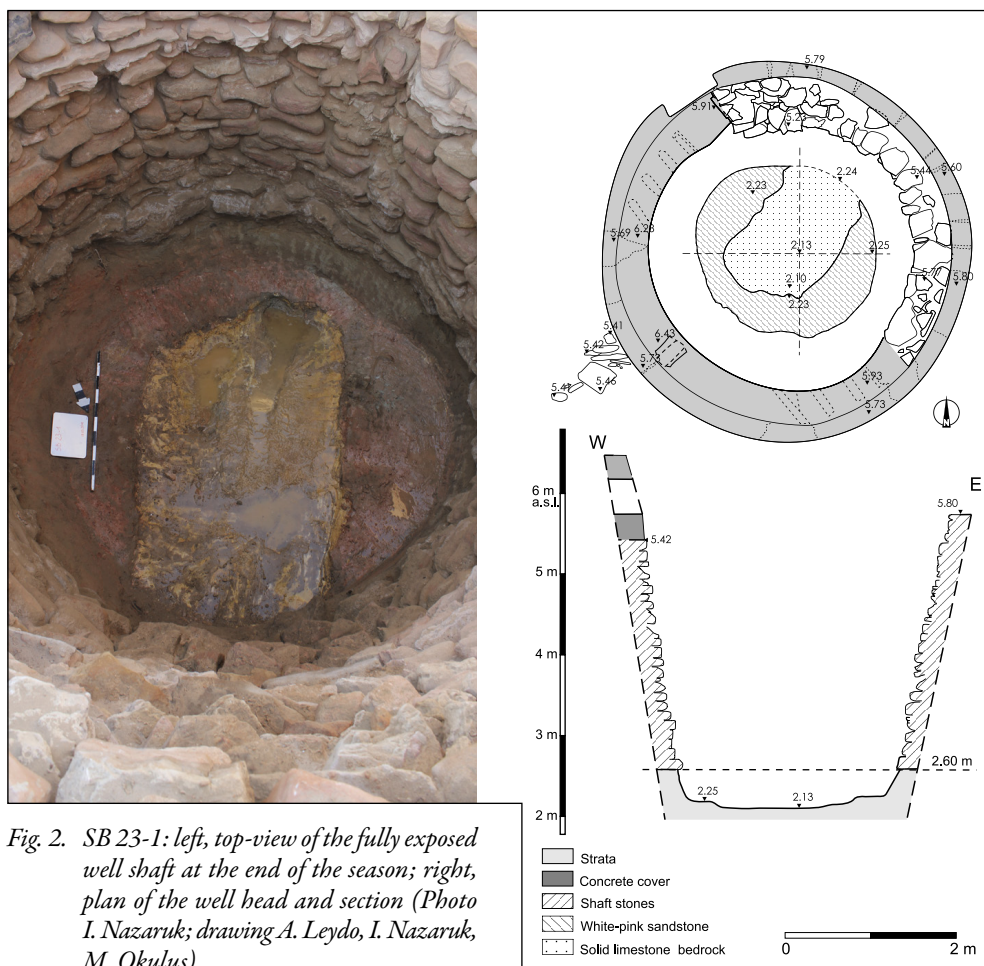 5.79
5.91
5.23
2.24
2.23
5.44
5.60
5.69
6.28
2.13
2.25
5.80
2.10
2.23
5.41
6.43
5.42
5.73
5.46
5.93
5.73
N
W
E
6 m
a.s.l.
5.80
5.42
5 m
4 m
3 m
2.60 m
2.25
2.13
2 m
Strata
Concrete cover
Shaft stones
White-pink sandstone
Solid limestone bedrock
0
2 m
Fig. 2. SB 23-1: left, top-view of the fully exposed
well shaft at the end of the season; right,
plan of the well head and section (Photo
I. Nazaruk; drawing A. Leydo, I. Nazaruk,
M. Okulus)